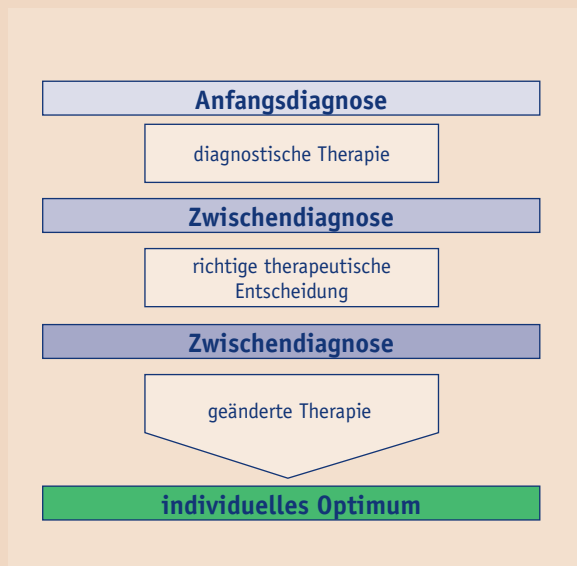 Anfangsdiagnose
diagnostische Therapie
Zwischendiagnose
richtige therapeutische
Entscheidung
Zwischendiagnose
geänderte Therapie
individuelles Optimum